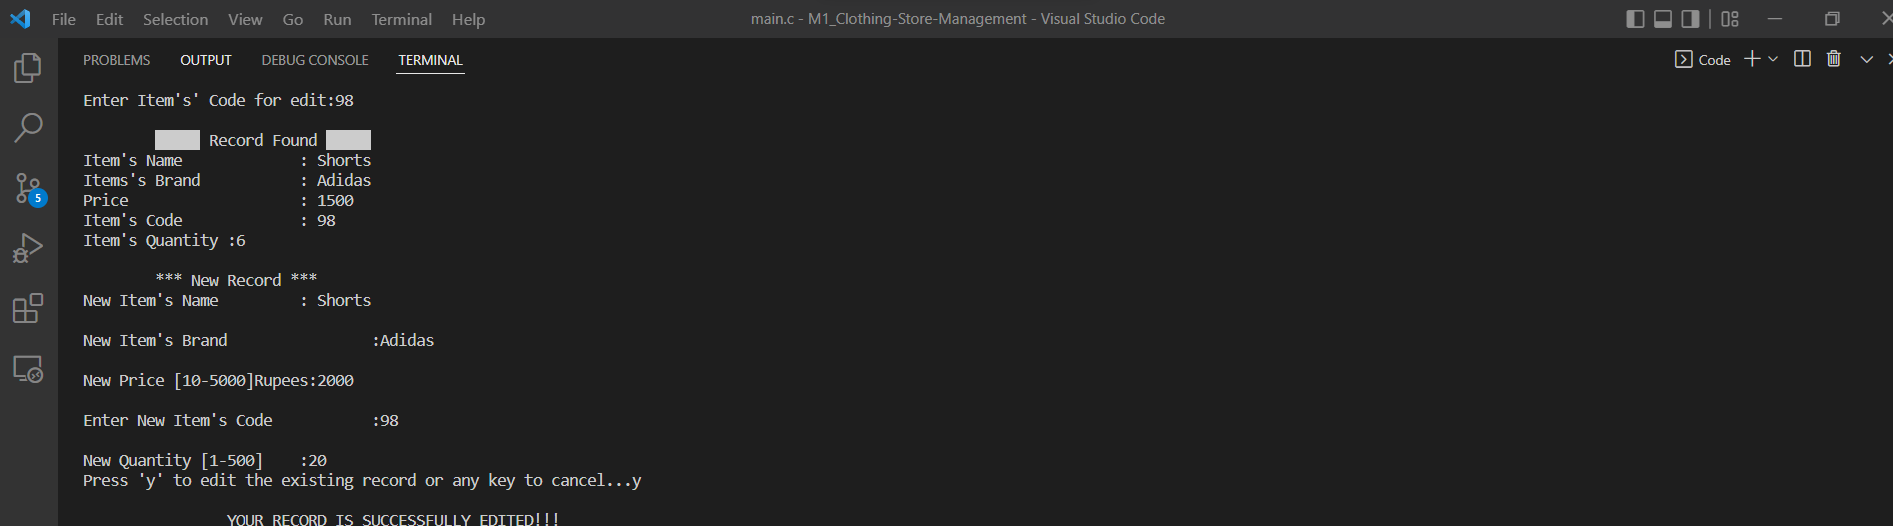 File Edit Selection View Go Run Terminal Help main.c - M1_Clothing-Store-Management - Visual Studio Code
PROBLEMS OUTPUT DEBUG CONSOLE TERMINAL Code
5
Enter Item's' Code for edit:98
Record Found
Item's Name : Shorts
Items's Brand : Adidas
Price : 1500
Item's Code : 98
Item's Quantity :6
*** New Record ***
New Item's Name : Shorts
New Item's Brand :Adidas
New Price [10-5000]Rupees:2000
Enter New Item's Code :98
New Quantity [1-500] :20
Press 'y' to edit the existing record or any key to cancel...y
YOUR RECORD IS SUCCESSFULLY EDITED!!!